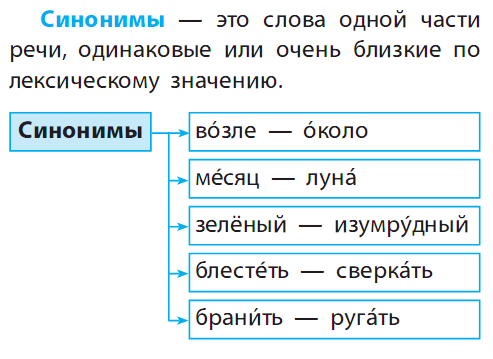 Синонимы — это слова одной части
речи, одинаковые или очень близкие по
лексическому значению.
Синонимы
во́зле — о́коло
ме́сяц — луна́
зелёный — изумру́дный
блесте́ть — сверка́ть
брани́ть — руга́ть